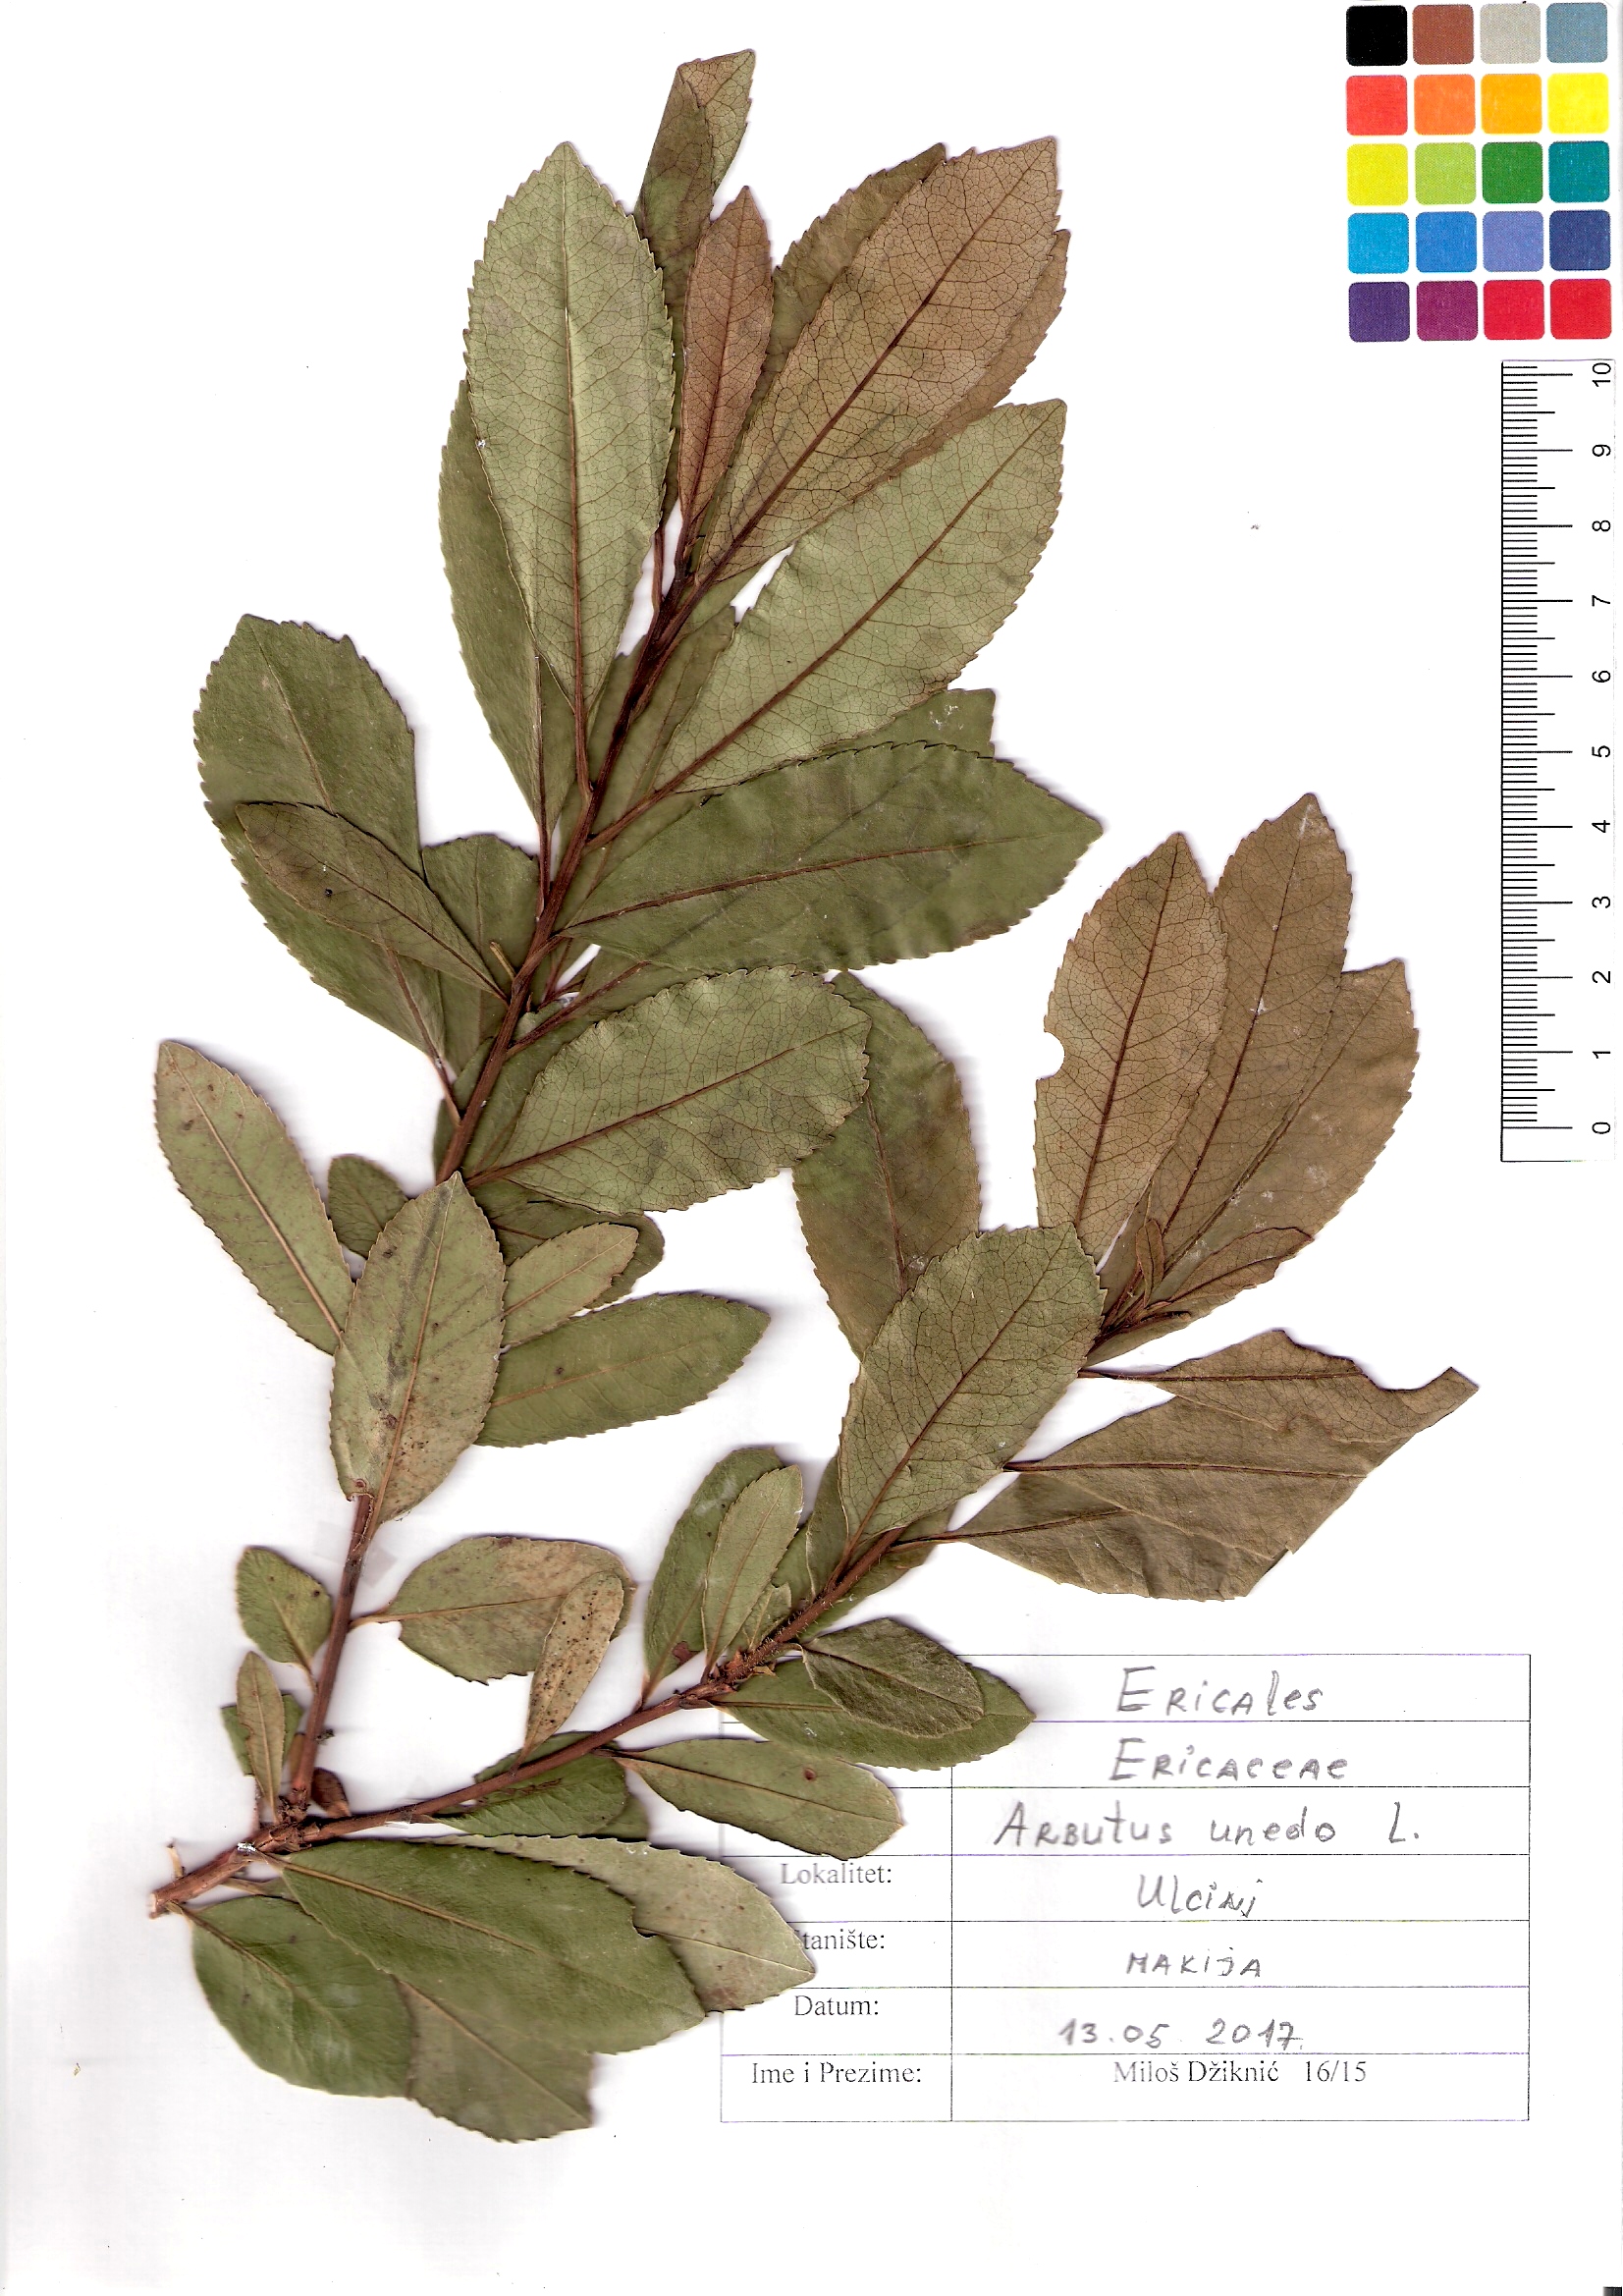 10
9
8
7
6
5
4
3
2
1
0
Ericales
Ericaceae
Arbutus unedo L.
Lokalitet: Ulcinj
tanište: Makija
Datum: 13.05.2017.
Ime i Prezime: Miloš Džiknić 16/15